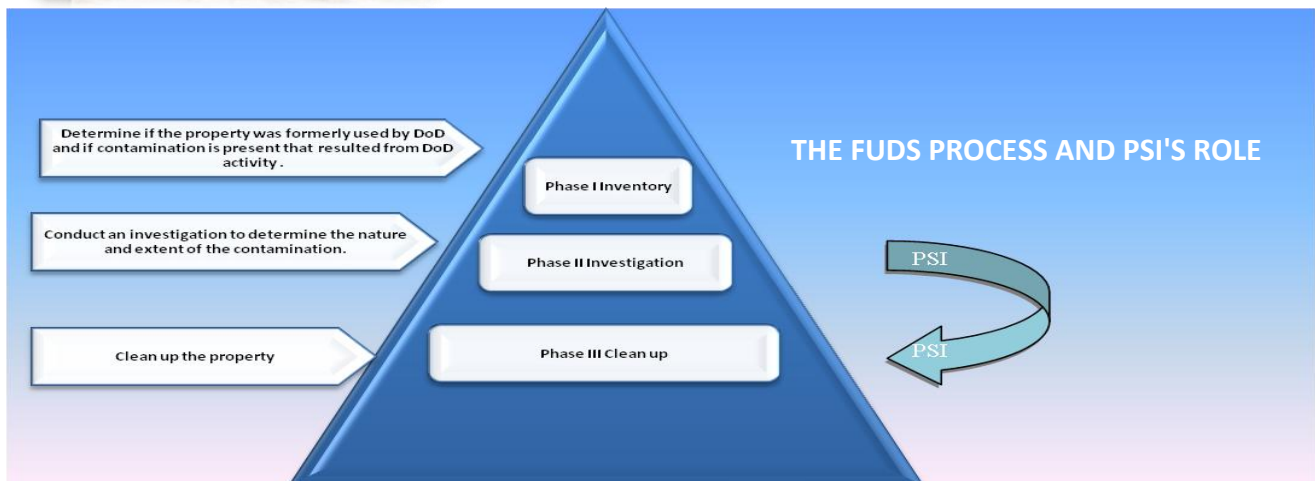 THE FUDS PROCESS AND PSI'S ROLE
Determine if the property was formerly used by DoD
and if contamination is present that resulted from DoD
activity .
Phase I Inventory
Conduct an investigation to determine the nature
and extent of the contamination.
Phase II Investigation
PSI
Clean up the property
Phase III Clean up
PSI